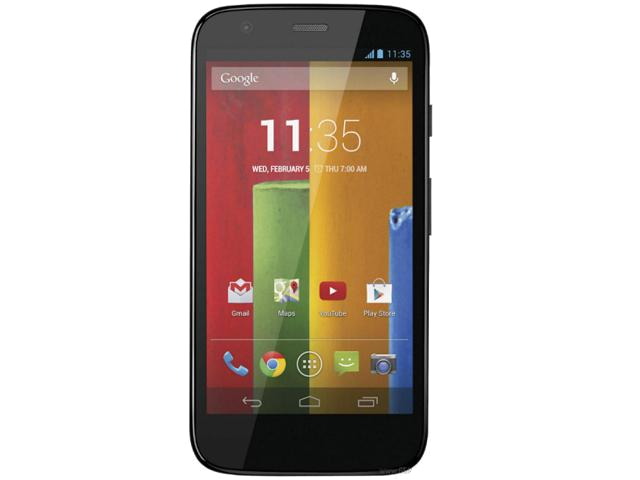 11:35
Google
11:35
WED, FEBRUARY 5 THU 7:00 AM
Gmail Maps YouTube Play Store